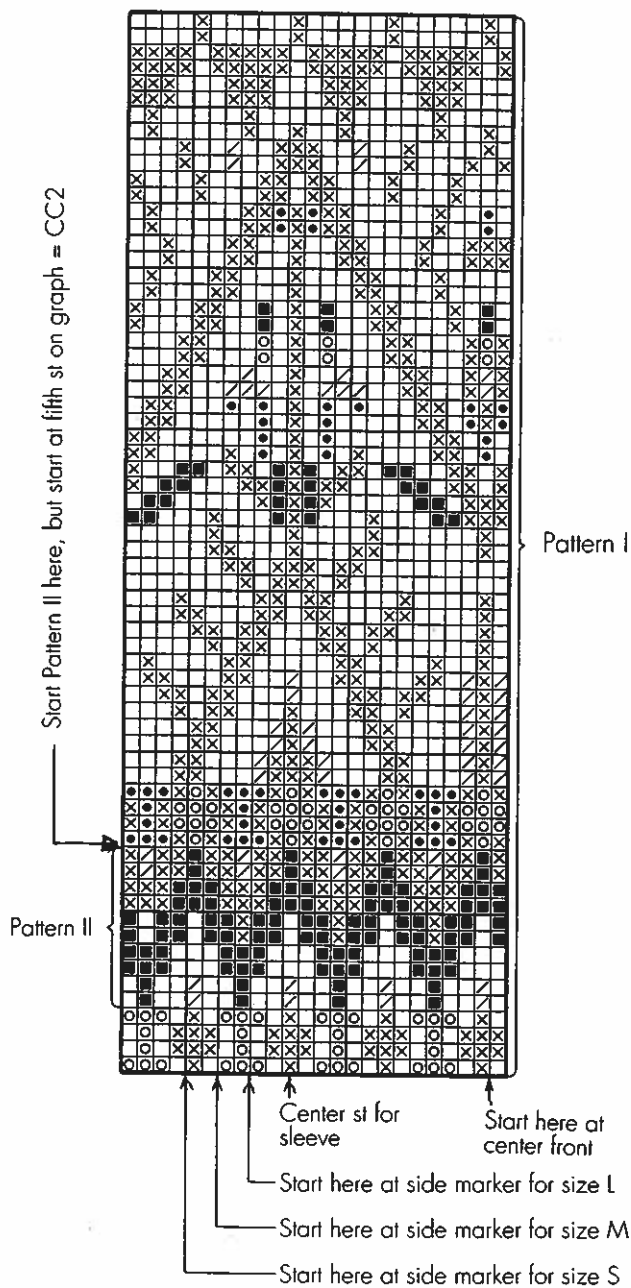 Start Pattern II here, but start at fifth st on graph = CC2
Pattern I
Pattern II
Center st for
sleeve
Start here at
center front
Start here at side marker for size L
Start here at side marker for size M
Start here at side marker for size S